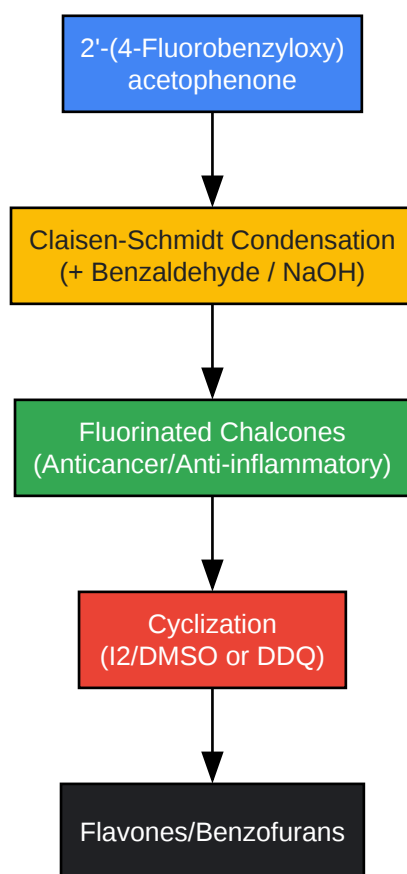 2'-(4-Fluorobenzyloxy)
acetophenone
Claisen-Schmidt Condensation
(+ Benzaldehyde / NaOH)
Fluorinated Chalcones
(Anticancer/Anti-inflammatory)
Cyclization
(I2/DMSO or DDQ)
Flavones/Benzofurans